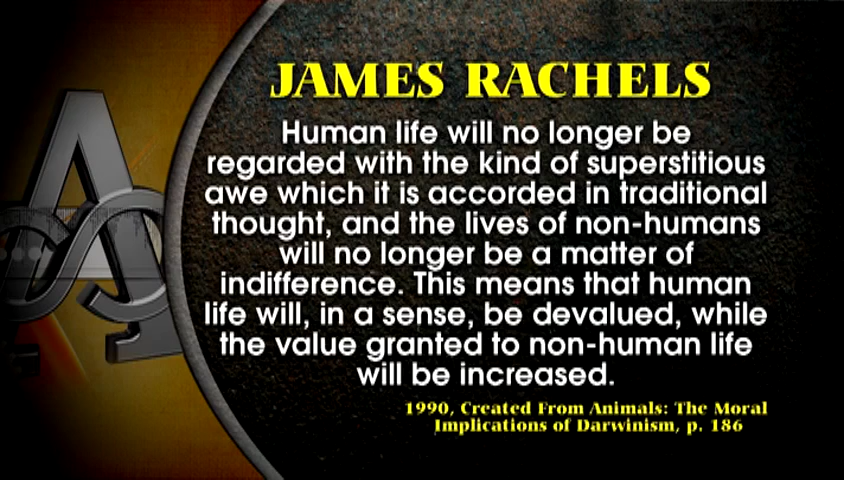 JAMES RACHELS
Human life will no longer be
regarded with the kind of superstitious
awe which it is accorded in traditional
thought, and the lives of non-humans
will no longer be a matter of
indifference. This means that human
life will, in a sense, be devalued, while
the value granted to non-human life
will be increased.
1990, Created From Animals: The Moral
Implications of Darwinism, p. 186